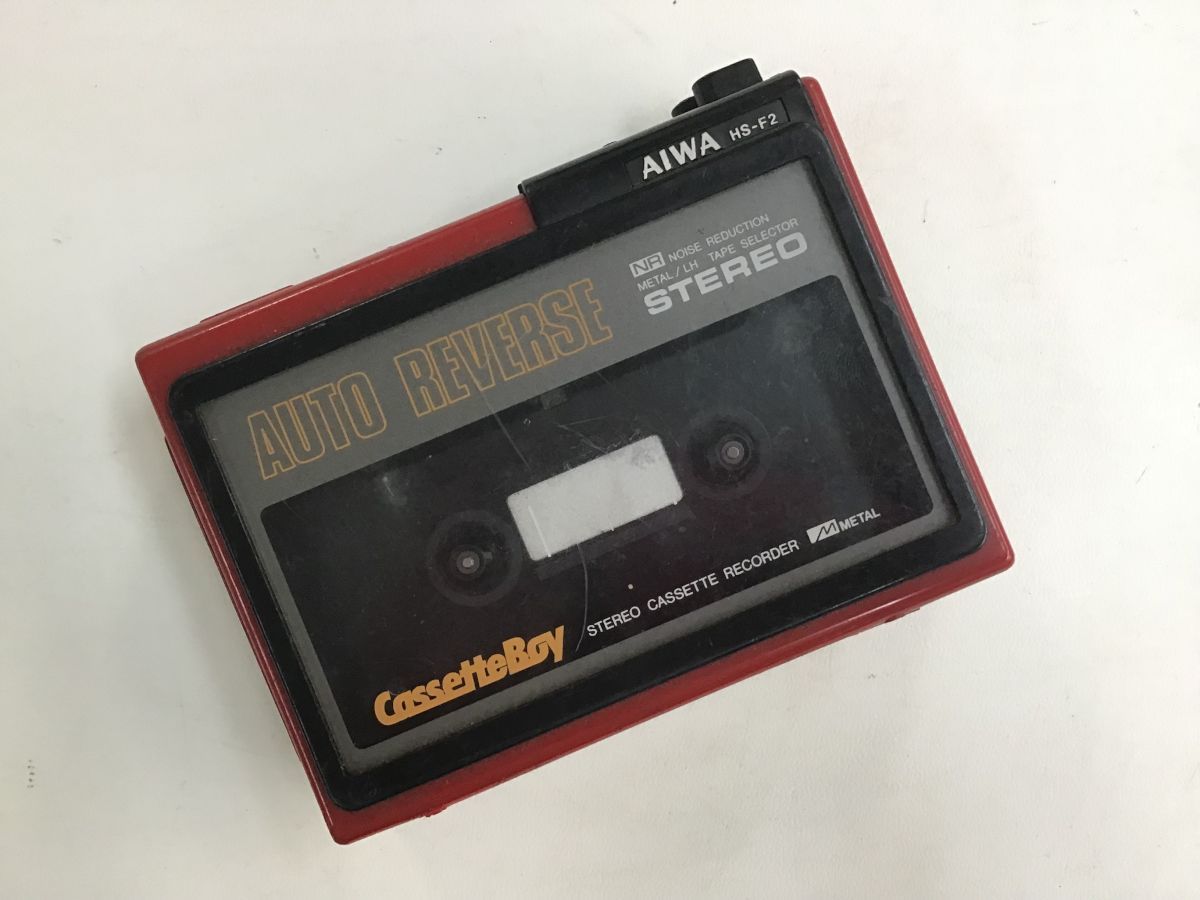 AIWA HS-F2
NR NOISE REDUCTION
METAL/LH TAPE SELECTOR
STEREO
AUTO REVERSE
CassetteBoy STEREO CASSETTE RECORDER M METAL